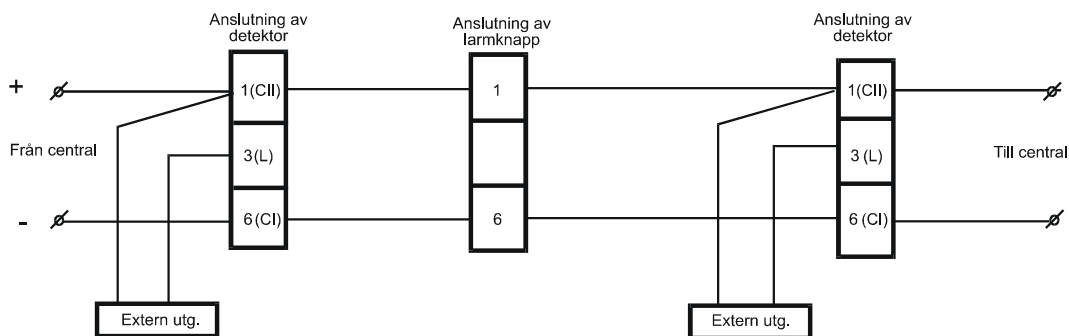 Anslutning av
detektor
Anslutning av
larmknapp
Anslutning av
detektor
+
1(CII)
1
1(CII)
Från central
3(L)
3(L)
Till central
-
6(CI)
6
6(CI)
Extern utg.
Extern utg.